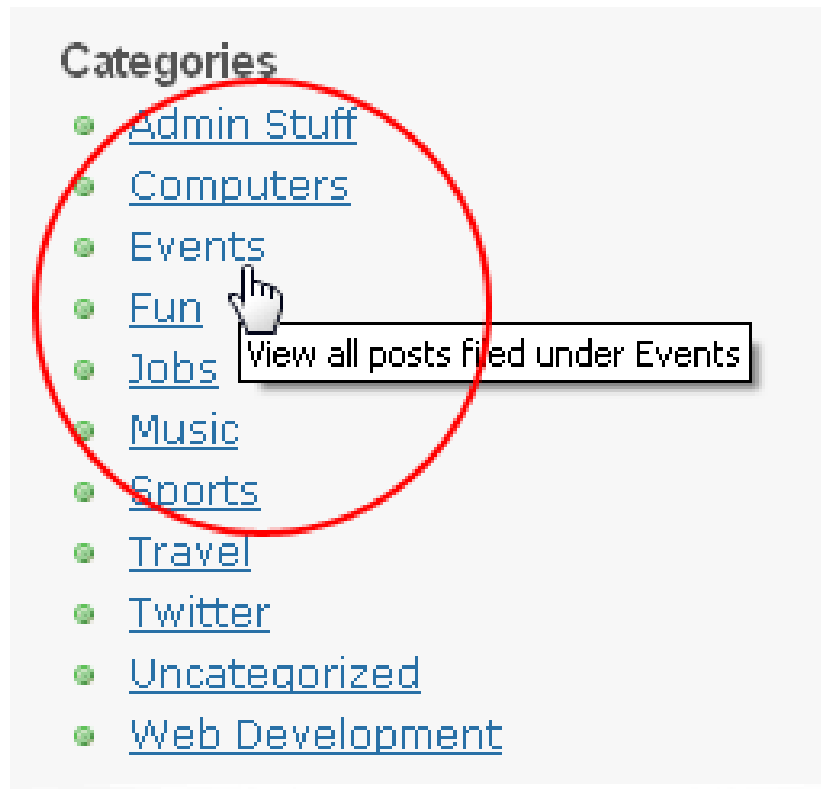 Categories
Admin Stuff
Computers
Events
Fun
View all posts filed under Events
Jobs
Music
Sports
Travel
Twitter
Uncategorized
Web Development